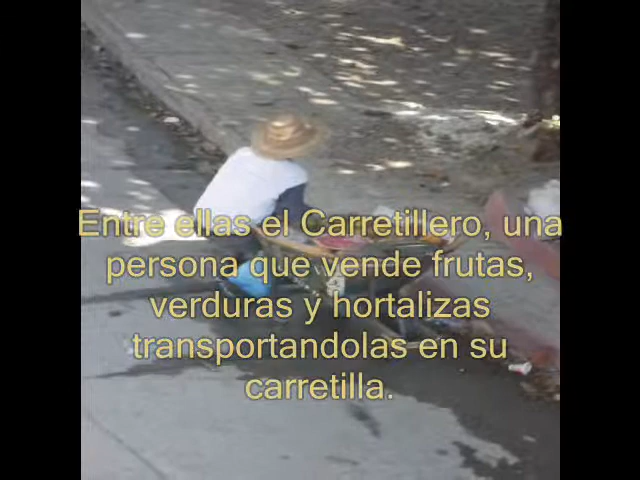 Entre ellas el Carretillero, una
persona que vende frutas,
verduras y hortalizas
transportandolas en su
carretilla.